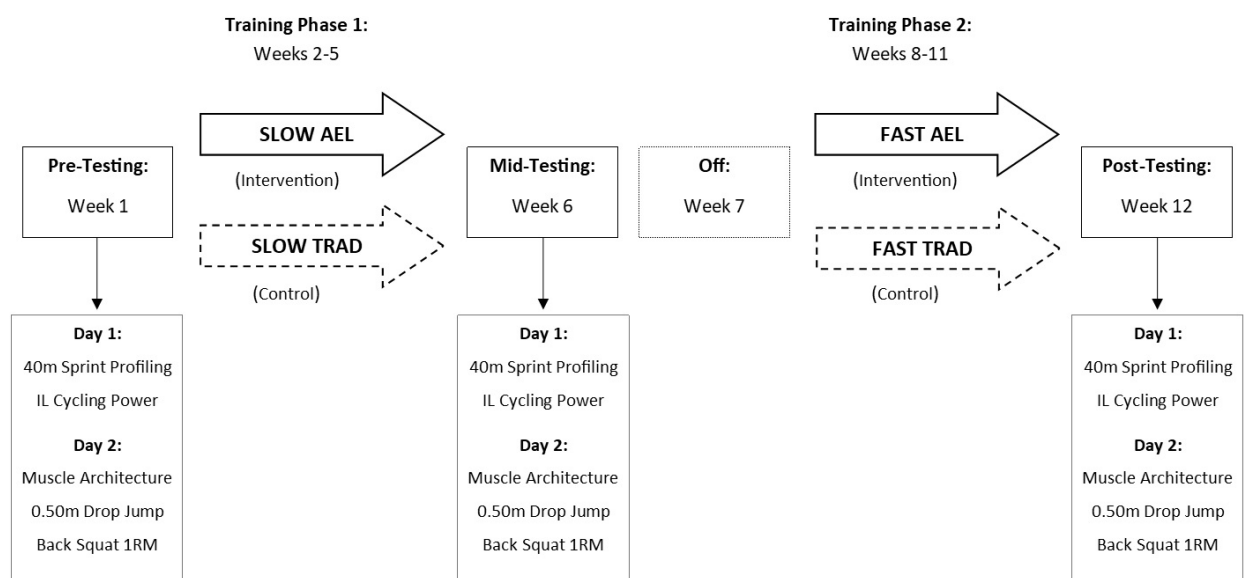 Training Phase 1:
Weeks 2-5
Training Phase 2:
Weeks 8-11
Pre-Testing:
Week 1
SLOW AEL
(Intervention)
SLOW TRAD
(Control)
Mid-Testing:
Week 6
Off:
Week 7
FAST AEL
(Intervention)
FAST TRAD
(Control)
Post-Testing:
Week 12
Day 1:
40m Sprint Profiling
IL Cycling Power
Day 2:
Muscle Architecture
0.50m Drop Jump
Back Squat 1RM
Day 1:
40m Sprint Profiling
IL Cycling Power
Day 2:
Muscle Architecture
0.50m Drop Jump
Back Squat 1RM
Day 1:
40m Sprint Profiling
IL Cycling Power
Day 2:
Muscle Architecture
0.50m Drop Jump
Back Squat 1RM